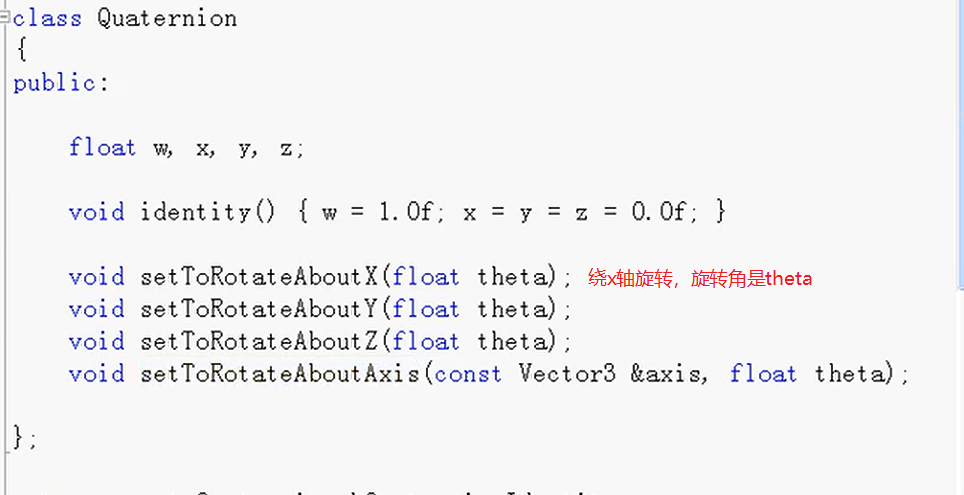 class Quaternion
{
public:
float w, x, y, z;
void identity() { w = 1.0f; x = y = z = 0.0f; }
void setToRotateAboutX(float theta); 绕x轴旋转，旋转角是theta
void setToRotateAboutY(float theta);
void setToRotateAboutZ(float theta);
void setToRotateAboutAxis(const Vector3 &axis, float theta);
};